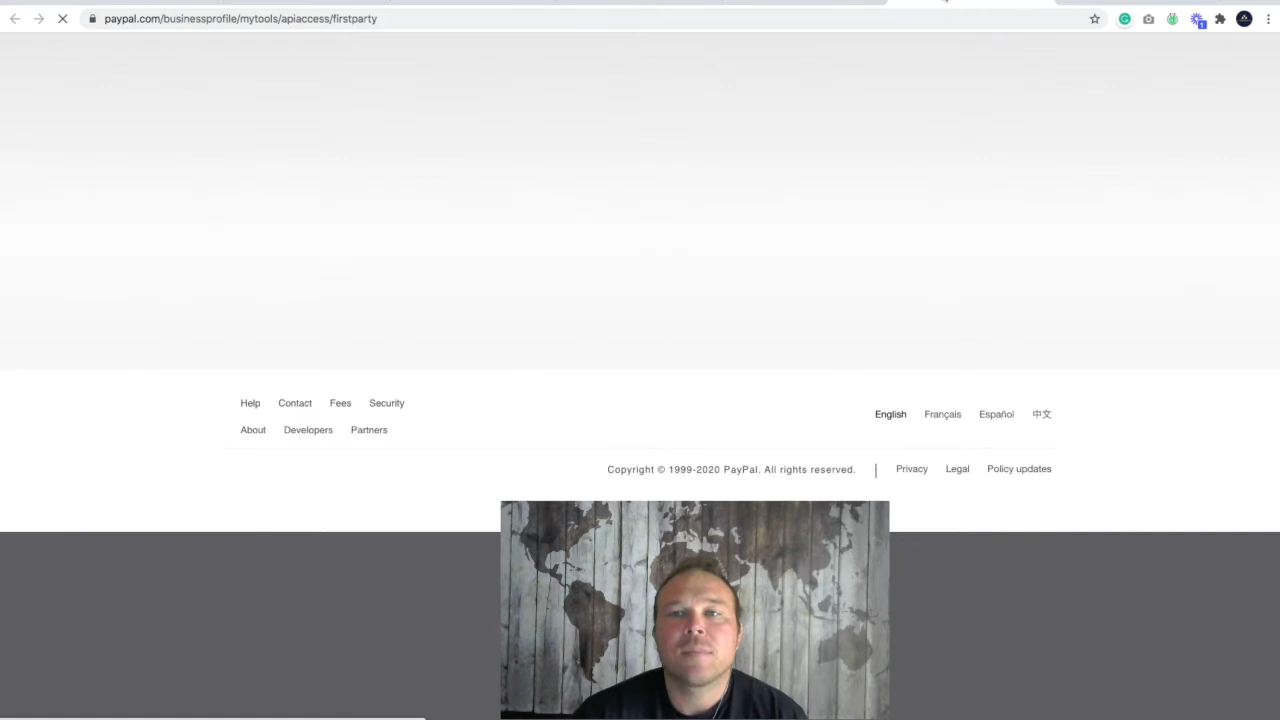 paypal.com/businessprofile/mytools/apiaccess/firstparty
1
Help Contact Fees Security
About Developers Partners
English Français Español 中文
Copyright © 1999-2020 PayPal. All rights reserved. | Privacy Legal Policy updates